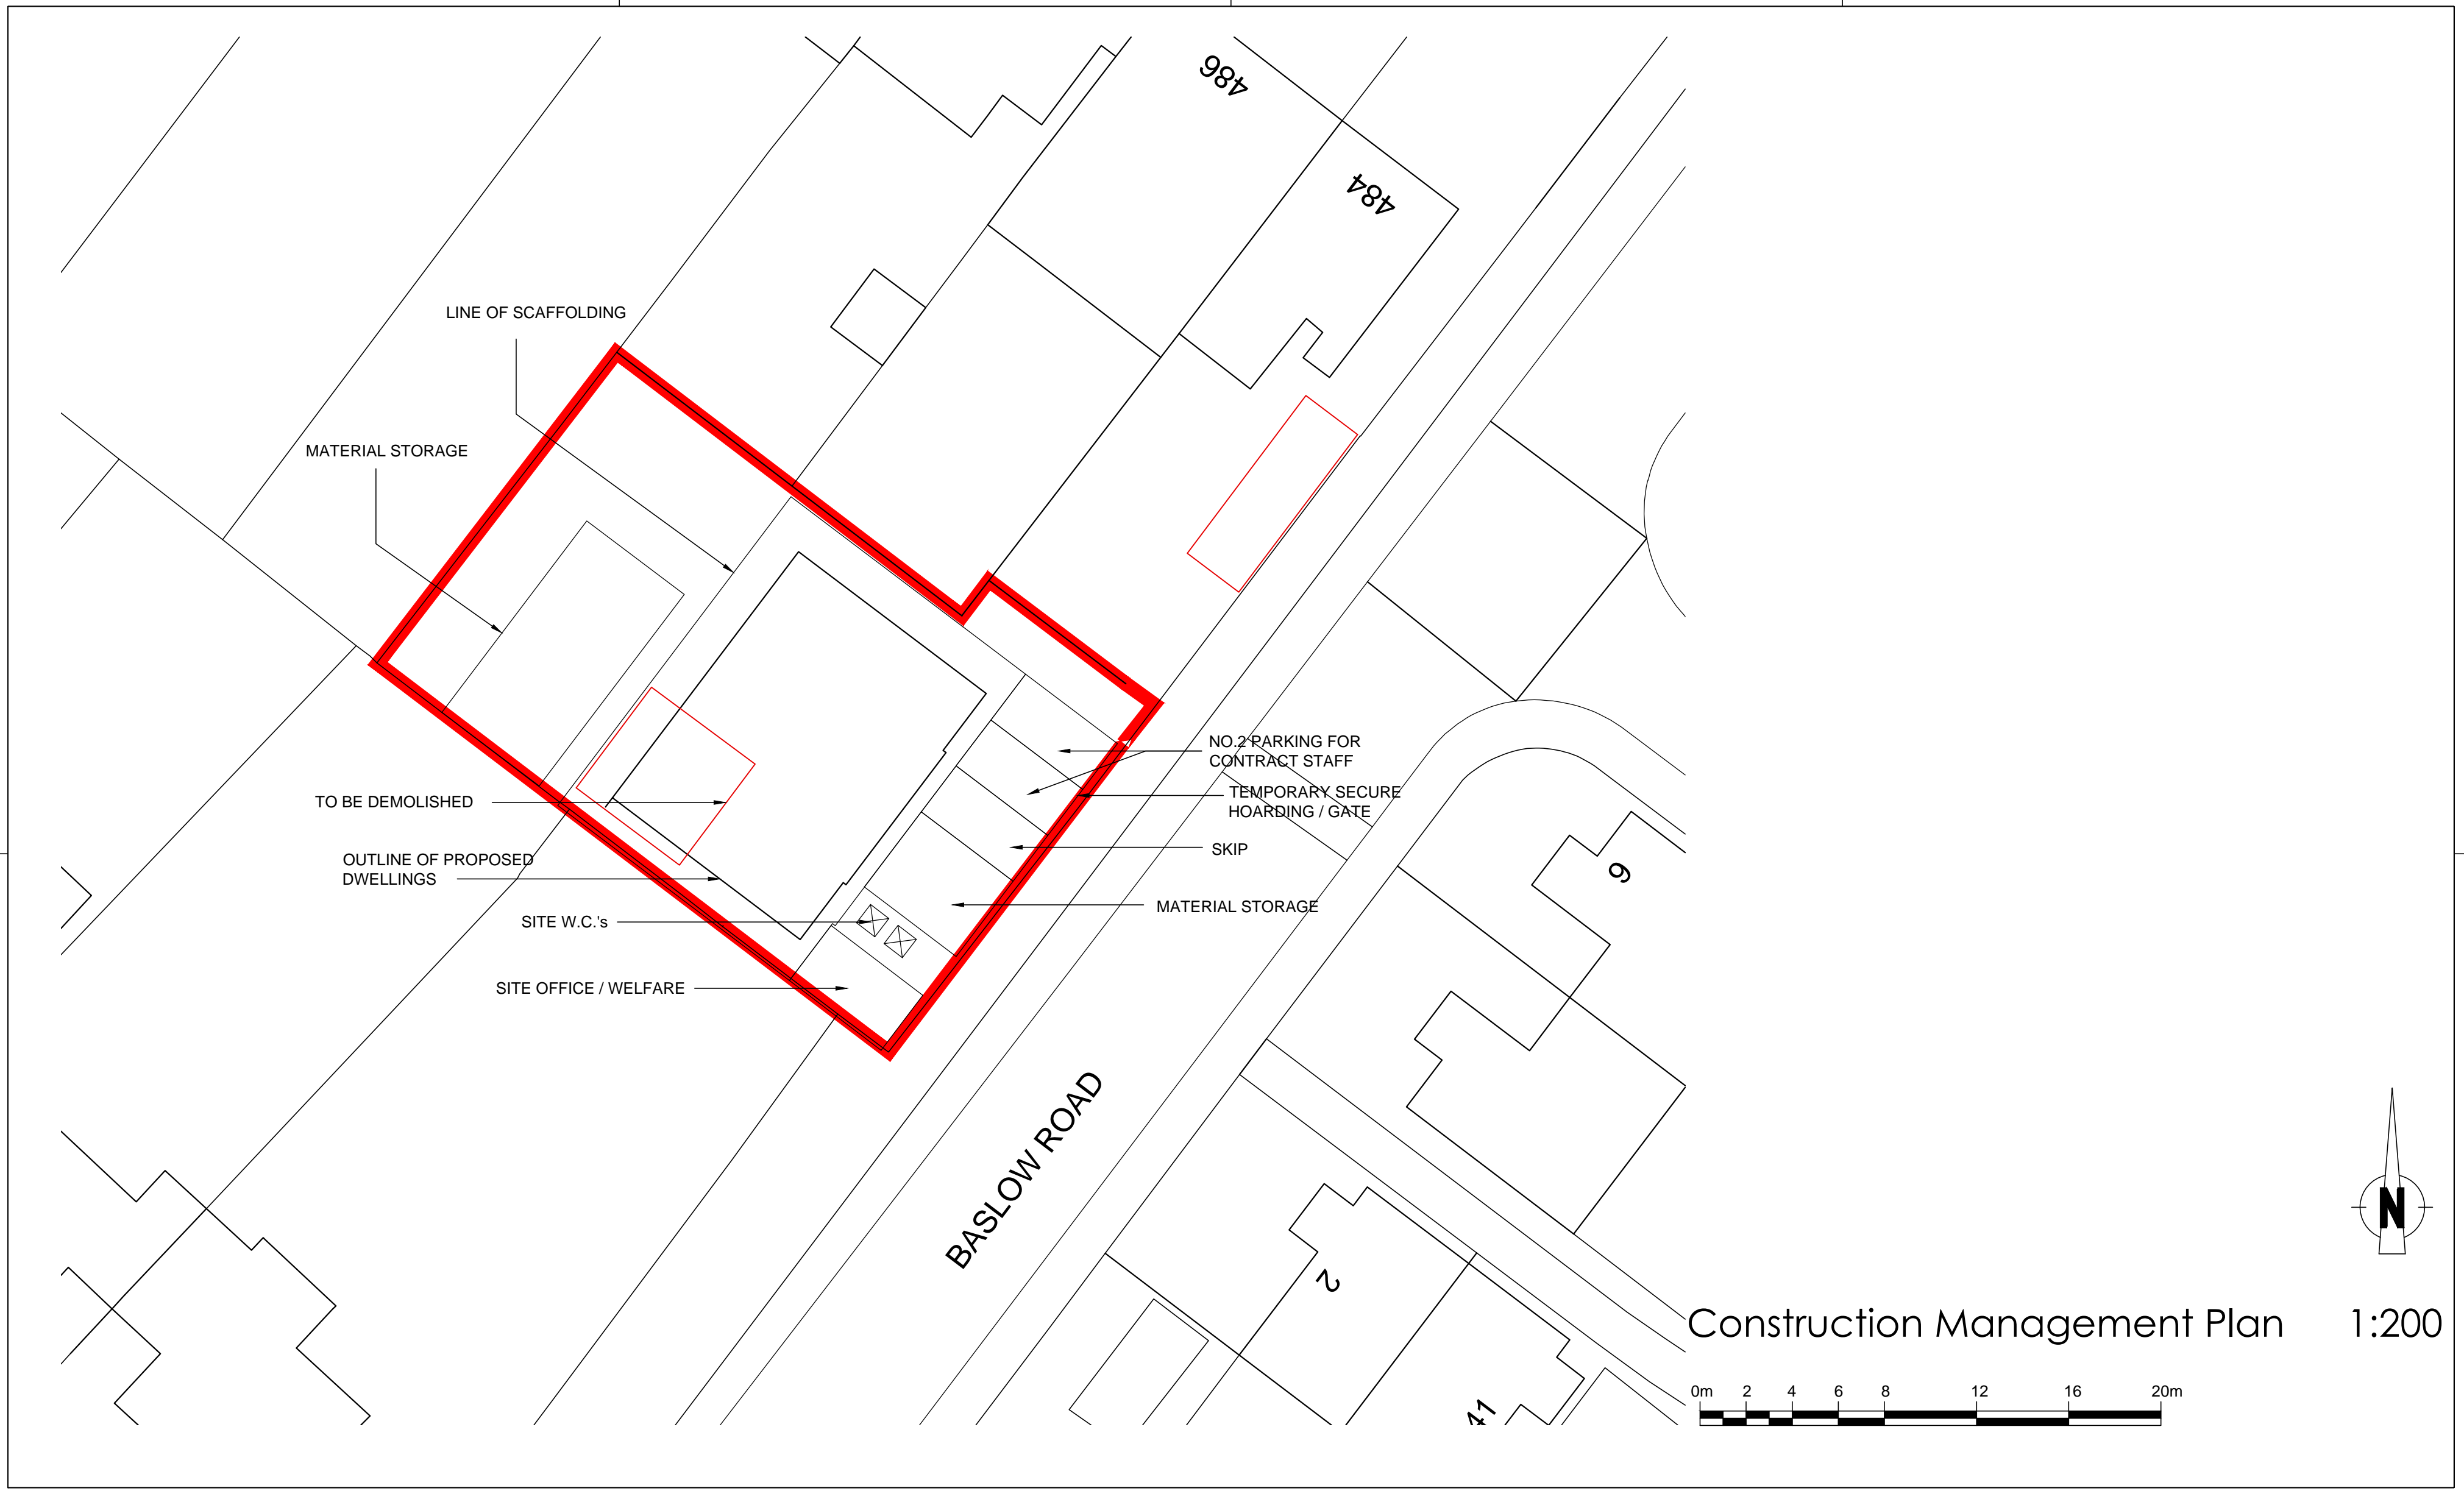 486
484
LINE OF SCAFFOLDING
MATERIAL STORAGE
NO.2 PARKING FOR
CONTRACT STAFF
TEMPORARY SECURE
HOARDING / GATE
TO BE DEMOLISHED
SKIP
OUTLINE OF PROPOSED
DWELLINGS
9
MATERIAL STORAGE
SITE W.C.'s
SITE OFFICE / WELFARE
BASLOW ROAD
N
2
Construction Management Plan 1:200
0m 2 4 6 8 12 16 20m
41